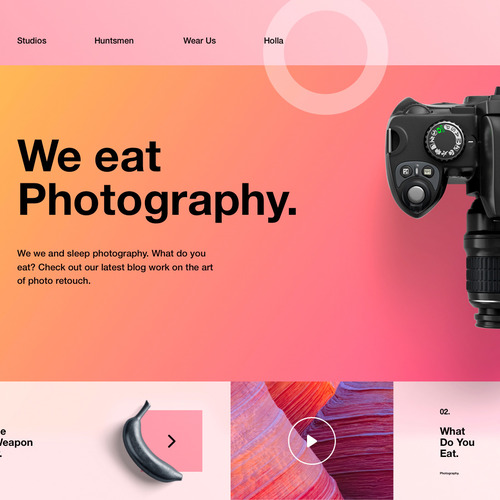 Studios Huntsmen Wear Us Holla
We eat
Photography.
We we and sleep photography. What do you
eat? Check out our latest blog work on the art
of photo retouch.
Weapon
02.
What
Do You
Eat.
Photography